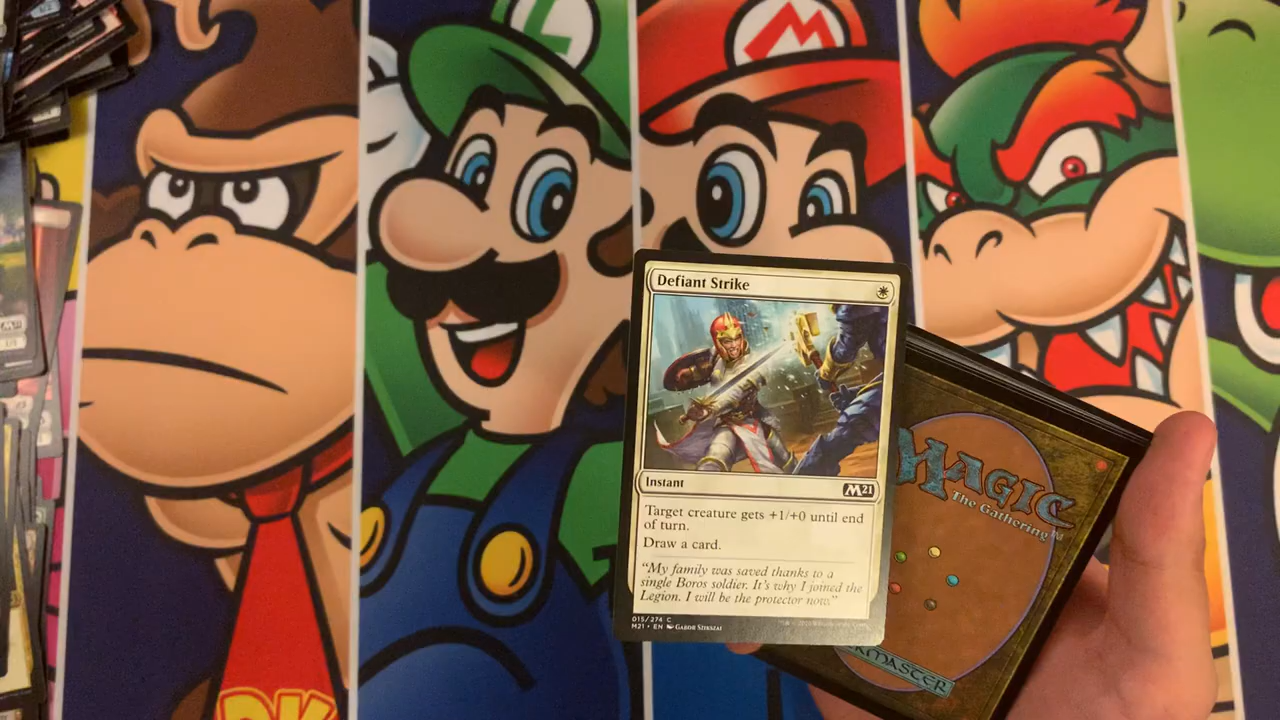 L
M
Defiant Strike
Instant
M21
Target creature gets +1/+0 until end
of turn.
Draw a card.
"My family was saved thanks to a
single Boros soldier. It's why I joined the
Legion. I will be the protector now."
015/274 C
M21 • EN Gabor Szikszai
MAGIC
The Gathering
KMASTER
DK